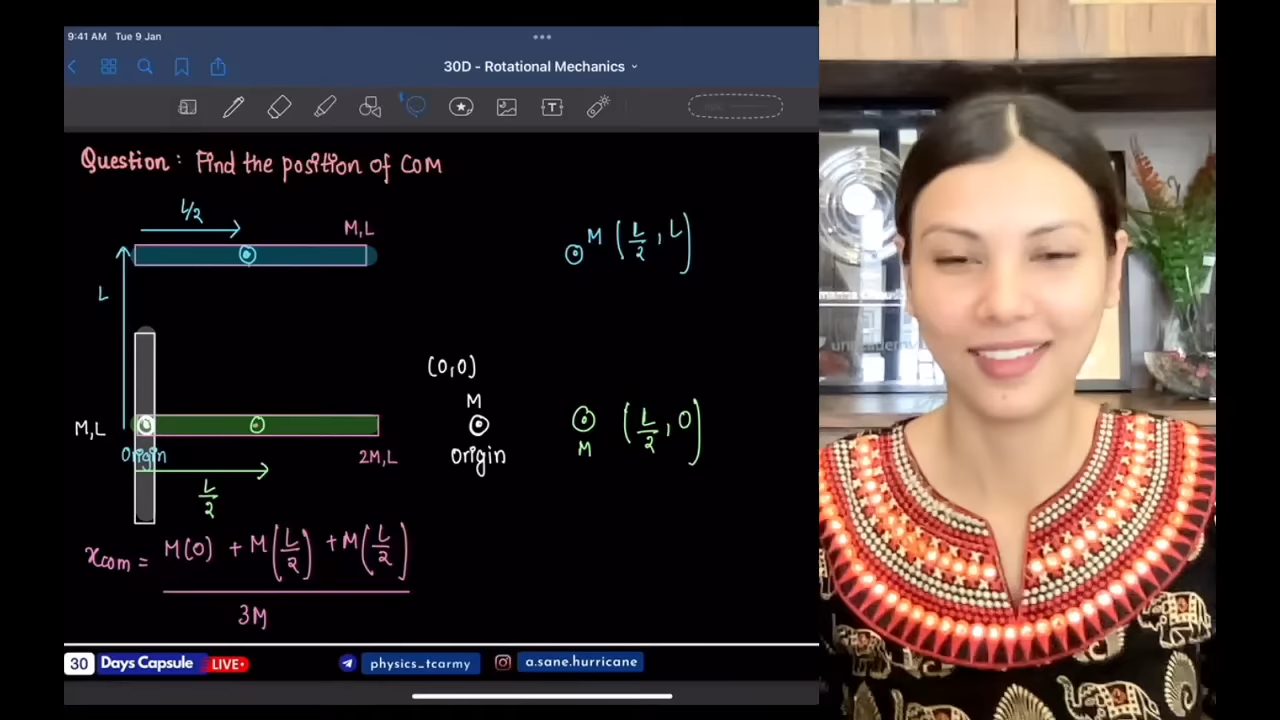 9:41 AM Tue 9 Jan
30D - Rotational Mechanics
Question: Find the position of COM
L/2
M,L
M (L/2, L)
L
(0,0)
M
M,L
Origin
2M,L
Origin
M
(L/2, 0)
L/2
xcom = M(0) + M(L/2) + M(L/2)
3M
30 Days Capsule LIVE
physics_tcarmy
a.sane.hurricane